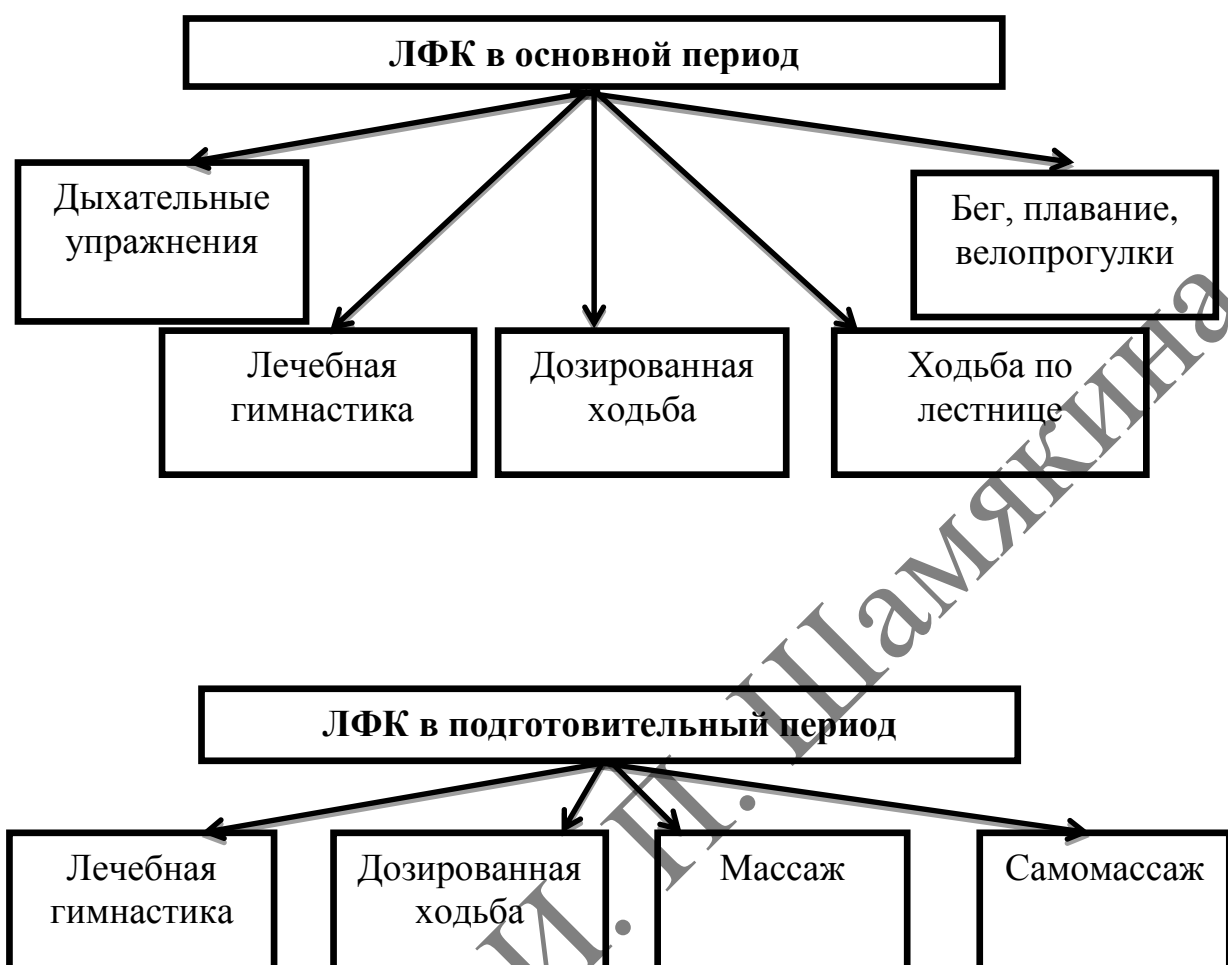 ЛФК в основной период
Дыхательные
упражнения
Бег, плавание,
велопрогулки
Лечебная
гимнастика
Дозированная
ходьба
Ходьба по
лестнице
ЛФК в подготовительный период
Лечебная
гимнастика
Дозированная
ходьба
Массаж
Самомассаж
И. П. Шамякина